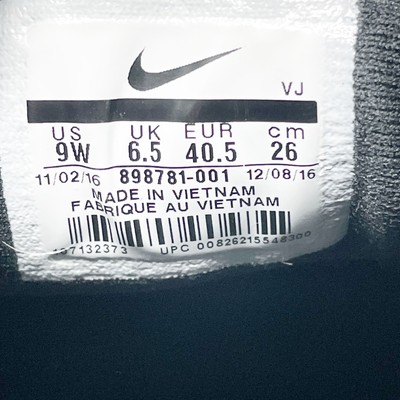 VJ
US UK EUR cm
9W 6.5 40.5 26
11/02/16 898781-001 12/08/16
MADE IN VIETNAM
FABRIQUE AU VIETNAM
UPC